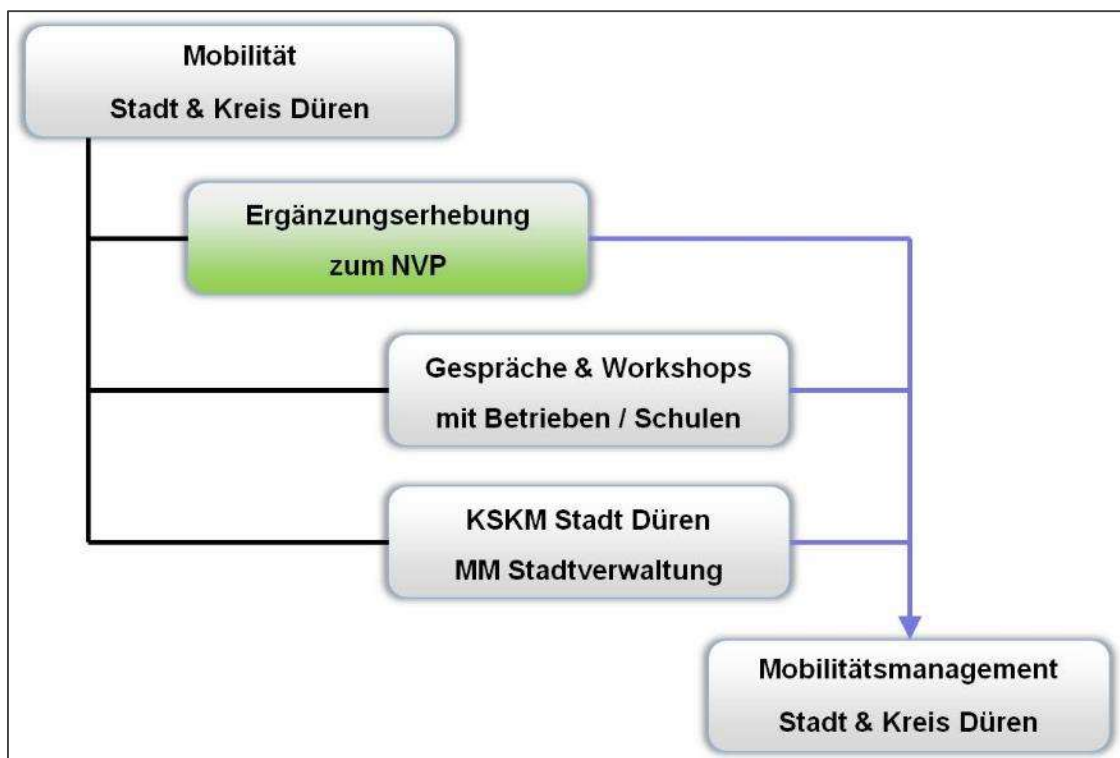 Mobilität
Stadt & Kreis Düren
Ergänzungserhebung
zum NVP
Gespräche & Workshops
mit Betrieben / Schulen
KSKM Stadt Düren
MM Stadtverwaltung
Mobilitätsmanagement
Stadt & Kreis Düren